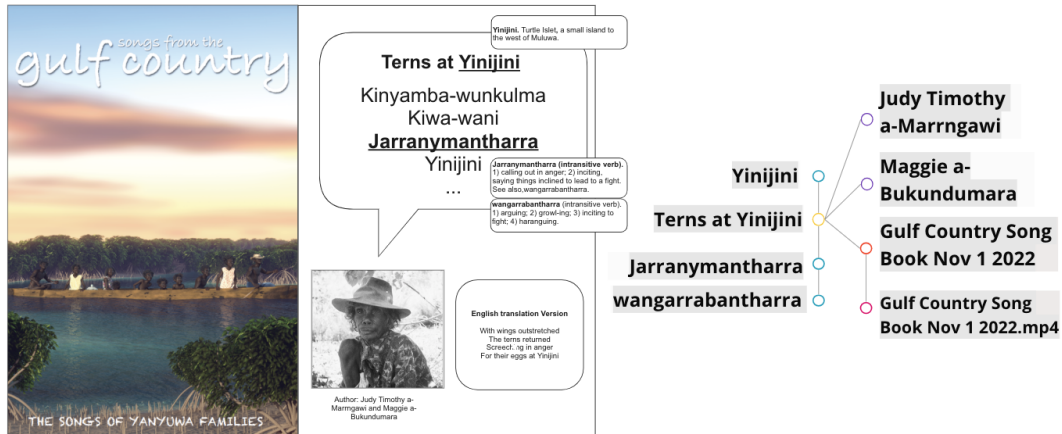 songs from the
gulf country
THE SONGS OF YANYUWA FAMILIES
Yinijini. Turtle Islet, a small island to
the west of Muluwa.
Terns at Yinijini
Kinyamba-wunkulma
Kiwa-wani
Jarranymantharra
Yinijini
...
Jarranymantharra (intransitive verb).
1) calling out in anger; 2) inciting,
saying things inclined to lead to a fight.
See also,wangarrabantharra.
wangarrabantharra (intransitive verb).
1) arguing; 2) growl-ing; 3) inciting to
fight; 4) haranguing.
English translation Version
With wings outstretched
The terns returned
Screeching in anger
For their eggs at Yinijini
Author: Judy Timothy a-
Marrngawi and Maggie a-
Bukundumara
Judy Timothy
a-Marrngawi
Maggie a-
Bukundumara
Yinijini
Terns at Yinijini
Gulf Country Song
Book Nov 1 2022
Jarranymantharra
wangarrabantharra
Gulf Country Song
Book Nov 1 2022.mp4